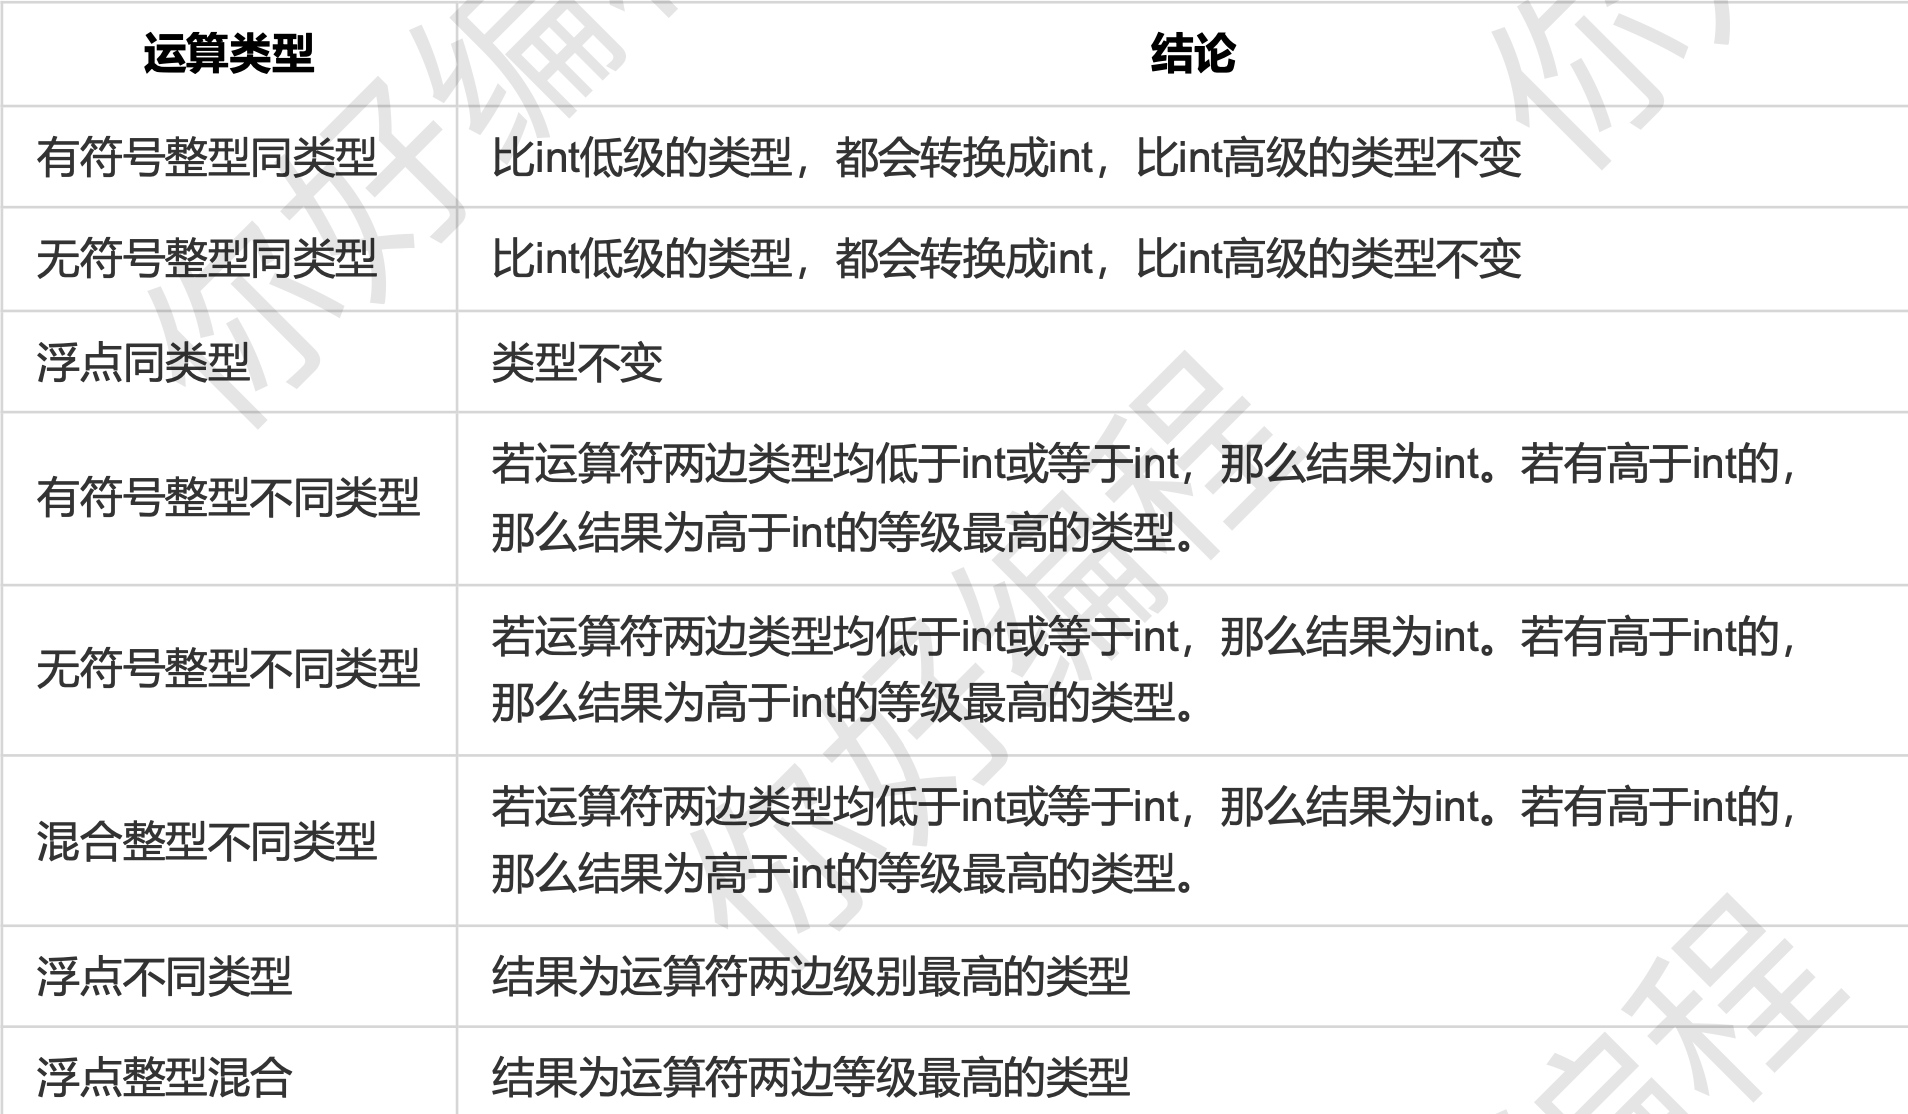 运算类型 结论
有符号整型同类型 比int低级的类型，都会转换成int，比int高级的类型不变
无符号整型同类型 比int低级的类型，都会转换成int，比int高级的类型不变
浮点同类型 类型不变
有符号整型不同类型 若运算符两边类型均低于int或等于int，那么结果为int。若有高于int的，
那么结果为高于int的等级最高的类型。
无符号整型不同类型 若运算符两边类型均低于int或等于int，那么结果为int。若有高于int的，
那么结果为高于int的等级最高的类型。
混合整型不同类型 若运算符两边类型均低于int或等于int，那么结果为int。若有高于int的，
那么结果为高于int的等级最高的类型。
浮点不同类型 结果为运算符两边级别最高的类型
浮点整型混合 结果为运算符两边等级最高的类型
你好编程
你好编程
你
编程